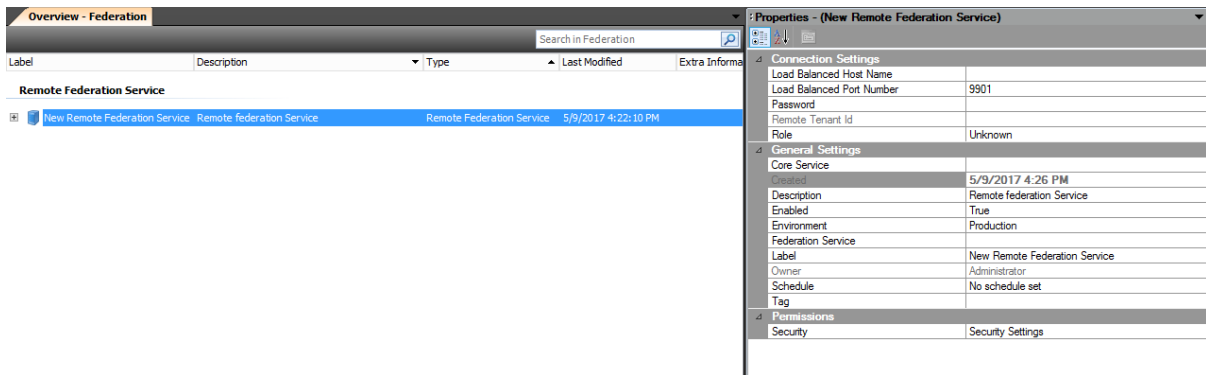 Overview - Federation
Search in Federation
Label Description Type Last Modified Extra Informa
Remote Federation Service
New Remote Federation Service Remote federation Service Remote Federation Service 5/9/2017 4:22:10 PM
Properties - (New Remote Federation Service)
Connection Settings
Load Balanced Host Name
Load Balanced Port Number 9901
Password
Remote Tenant Id
Role Unknown
General Settings
Core Service
Created 5/9/2017 4:26 PM
Description Remote federation Service
Enabled True
Environment Production
Federation Service
Label New Remote Federation Service
Owner Administrator
Schedule No schedule set
Tag
Permissions
Security Security Settings